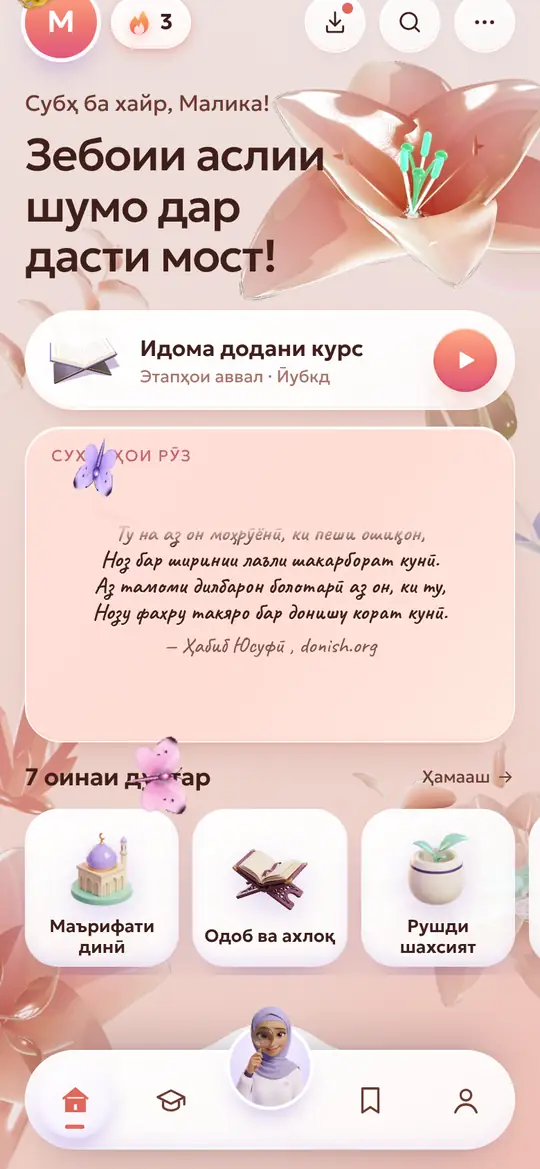 M
3
Субҳ ба хайр, Малика!
Зебоии аслии
шумо дар
дасти мост!
Идома додани курс
Этапҳои аввал · Йубкд
РӮЗ
Ту на аз он моҳрӯёнӣ, ки пеши ошиқон,
Ноз бар ширинии лаъли шакарборат кунӣ.
Аз тамоми дилбарон болотарӣ аз он, ки ту,
Нозу фахру такяро бар донишу корат кунӣ.
— Ҳабиб Юсуфӣ , donish.org
7 оинаи
Ҳамааш →
Маърифати
динӣ
Одоб ва ахлоқ
Рушди
шахсият